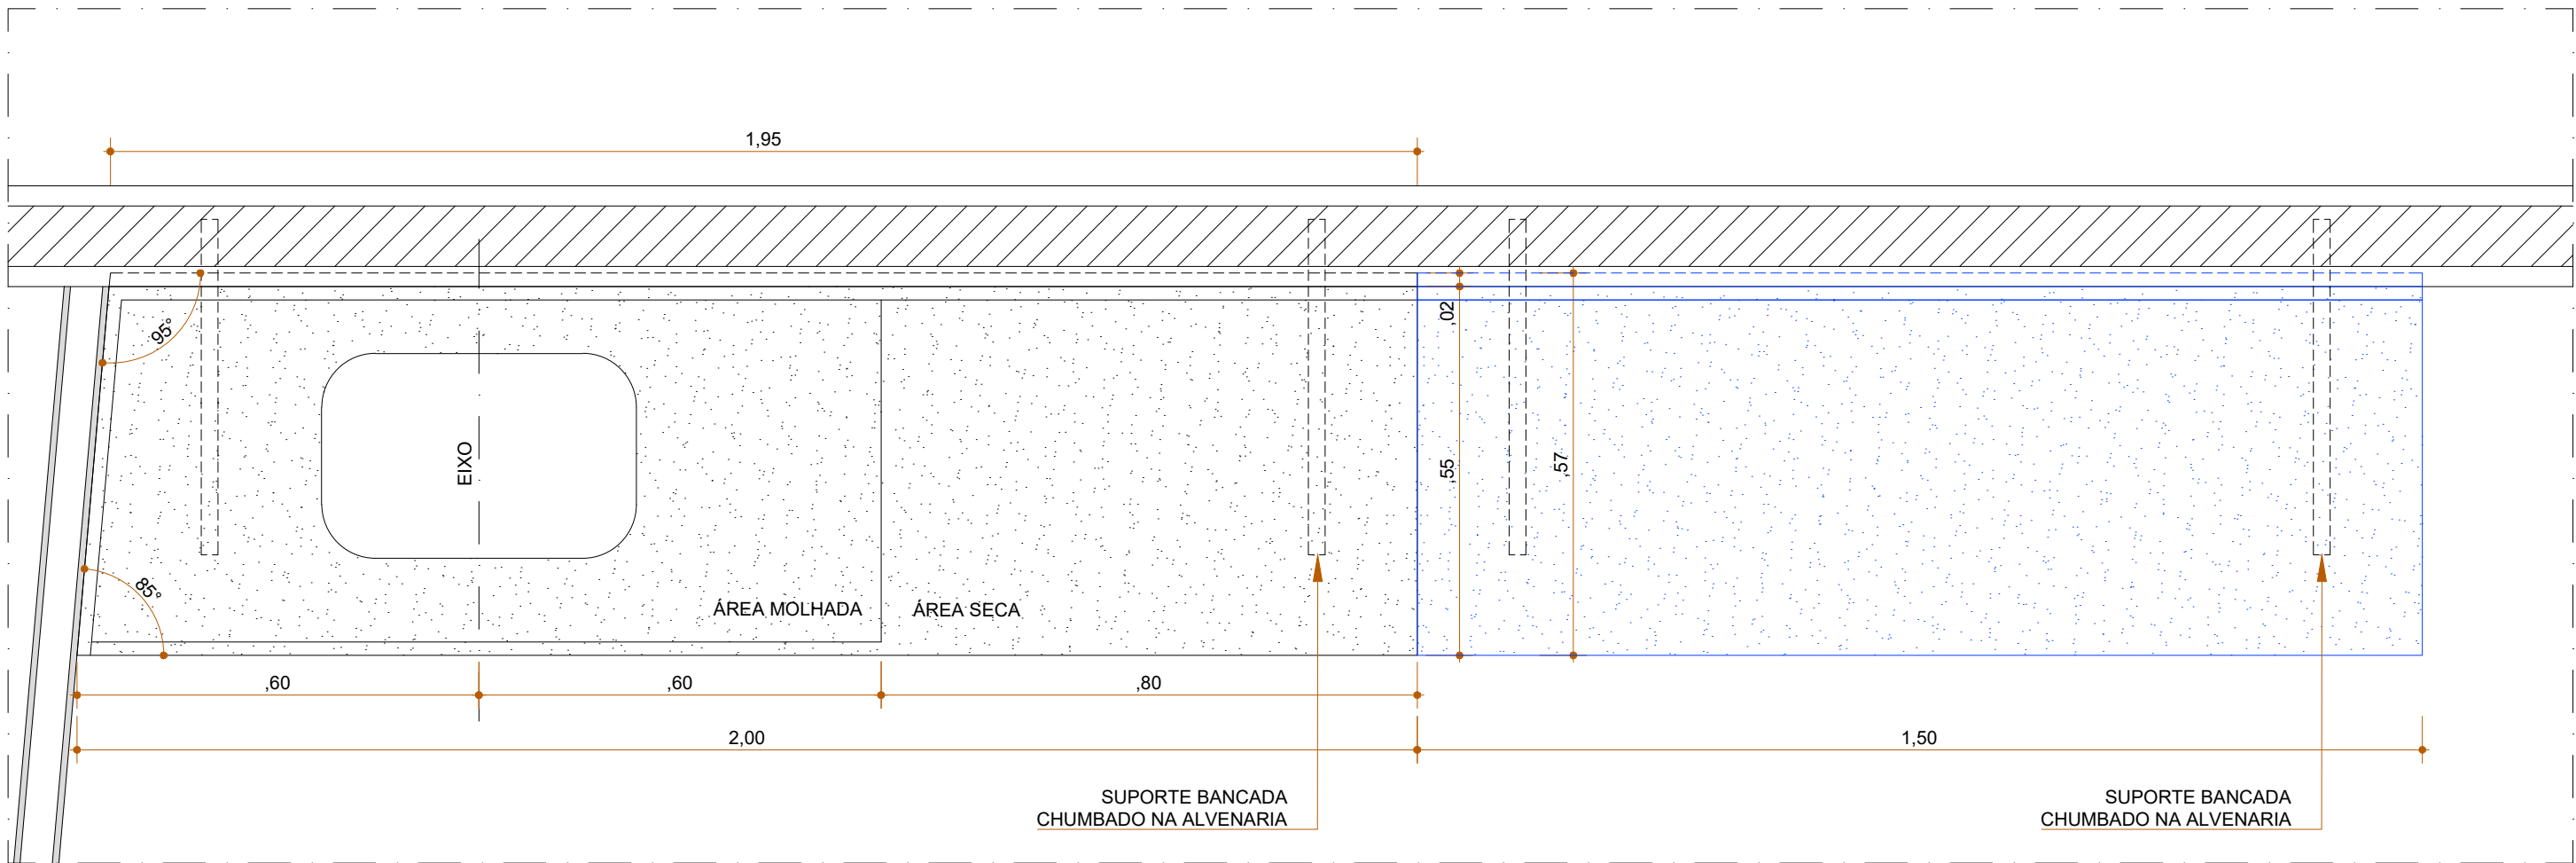 1,95
95°
,02
EIXO
,55
,57
85°
ÁREA MOLHADA
ÁREA SECA
,60
,60
,80
2,00
1,50
SUPORTE BANCADA
CHUMBADO NA ALVENARIA
SUPORTE BANCADA
CHUMBADO NA ALVENARIA